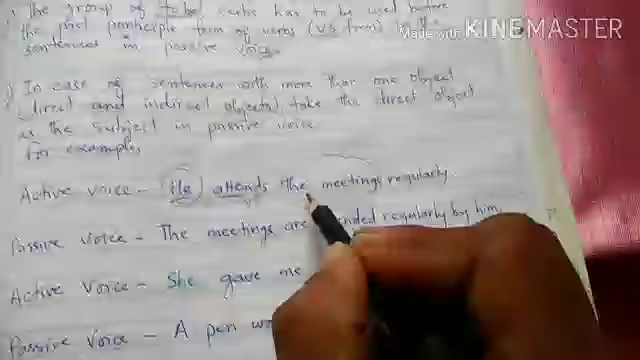 Made with KINEMASTER
The group of to be verbs has to be used before
the past participle form of verbs (V3 form) in
sentences in passive voice.
In case of sentences with more than one object
(direct and indirect objects) take the direct object
as the subject in passive voice.
For example,
Active voice - He attends the meetings regularly.
Passive voice - The meetings are ended regularly by him.
Active voice - She gave me
Passive voice - A pen